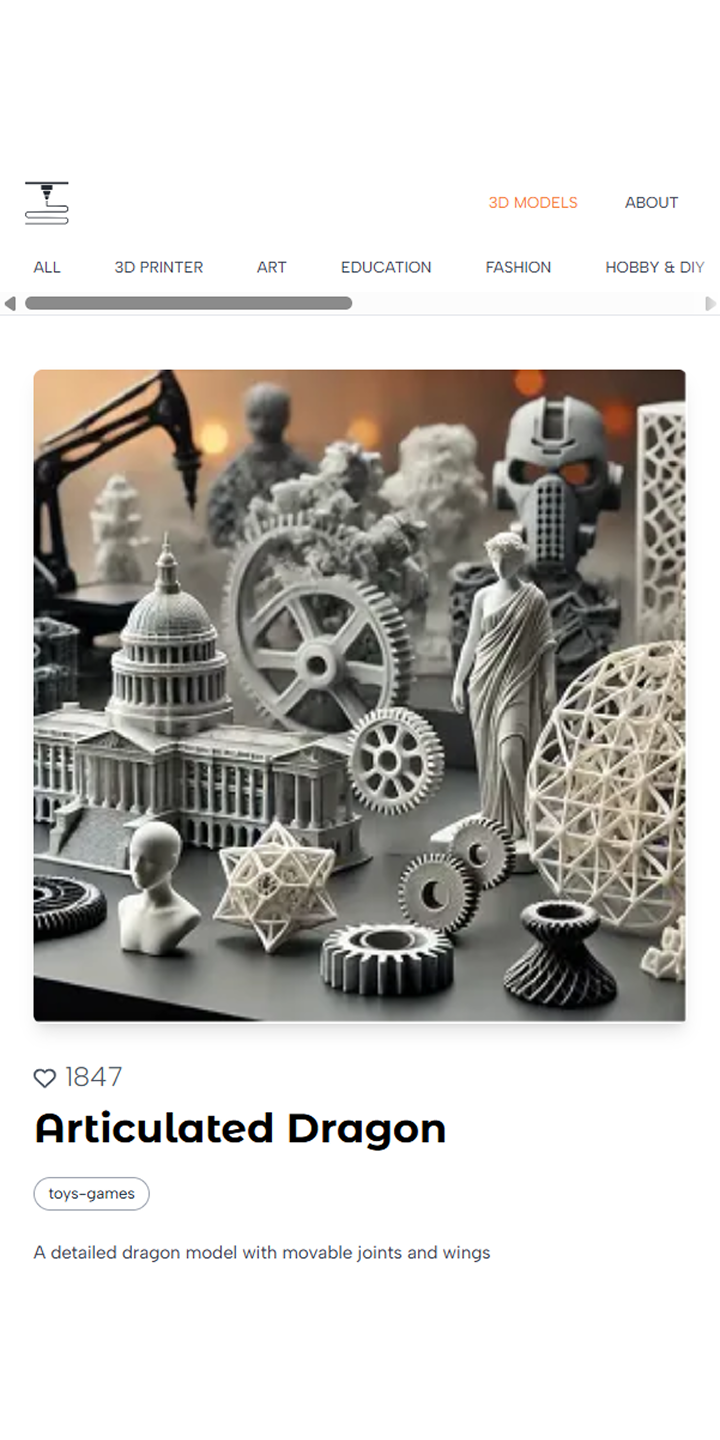 3D MODELS ABOUT
ALL 3D PRINTER ART EDUCATION FASHION HOBBY & DIY
1847
Articulated Dragon
toys-games
A detailed dragon model with movable joints and wings